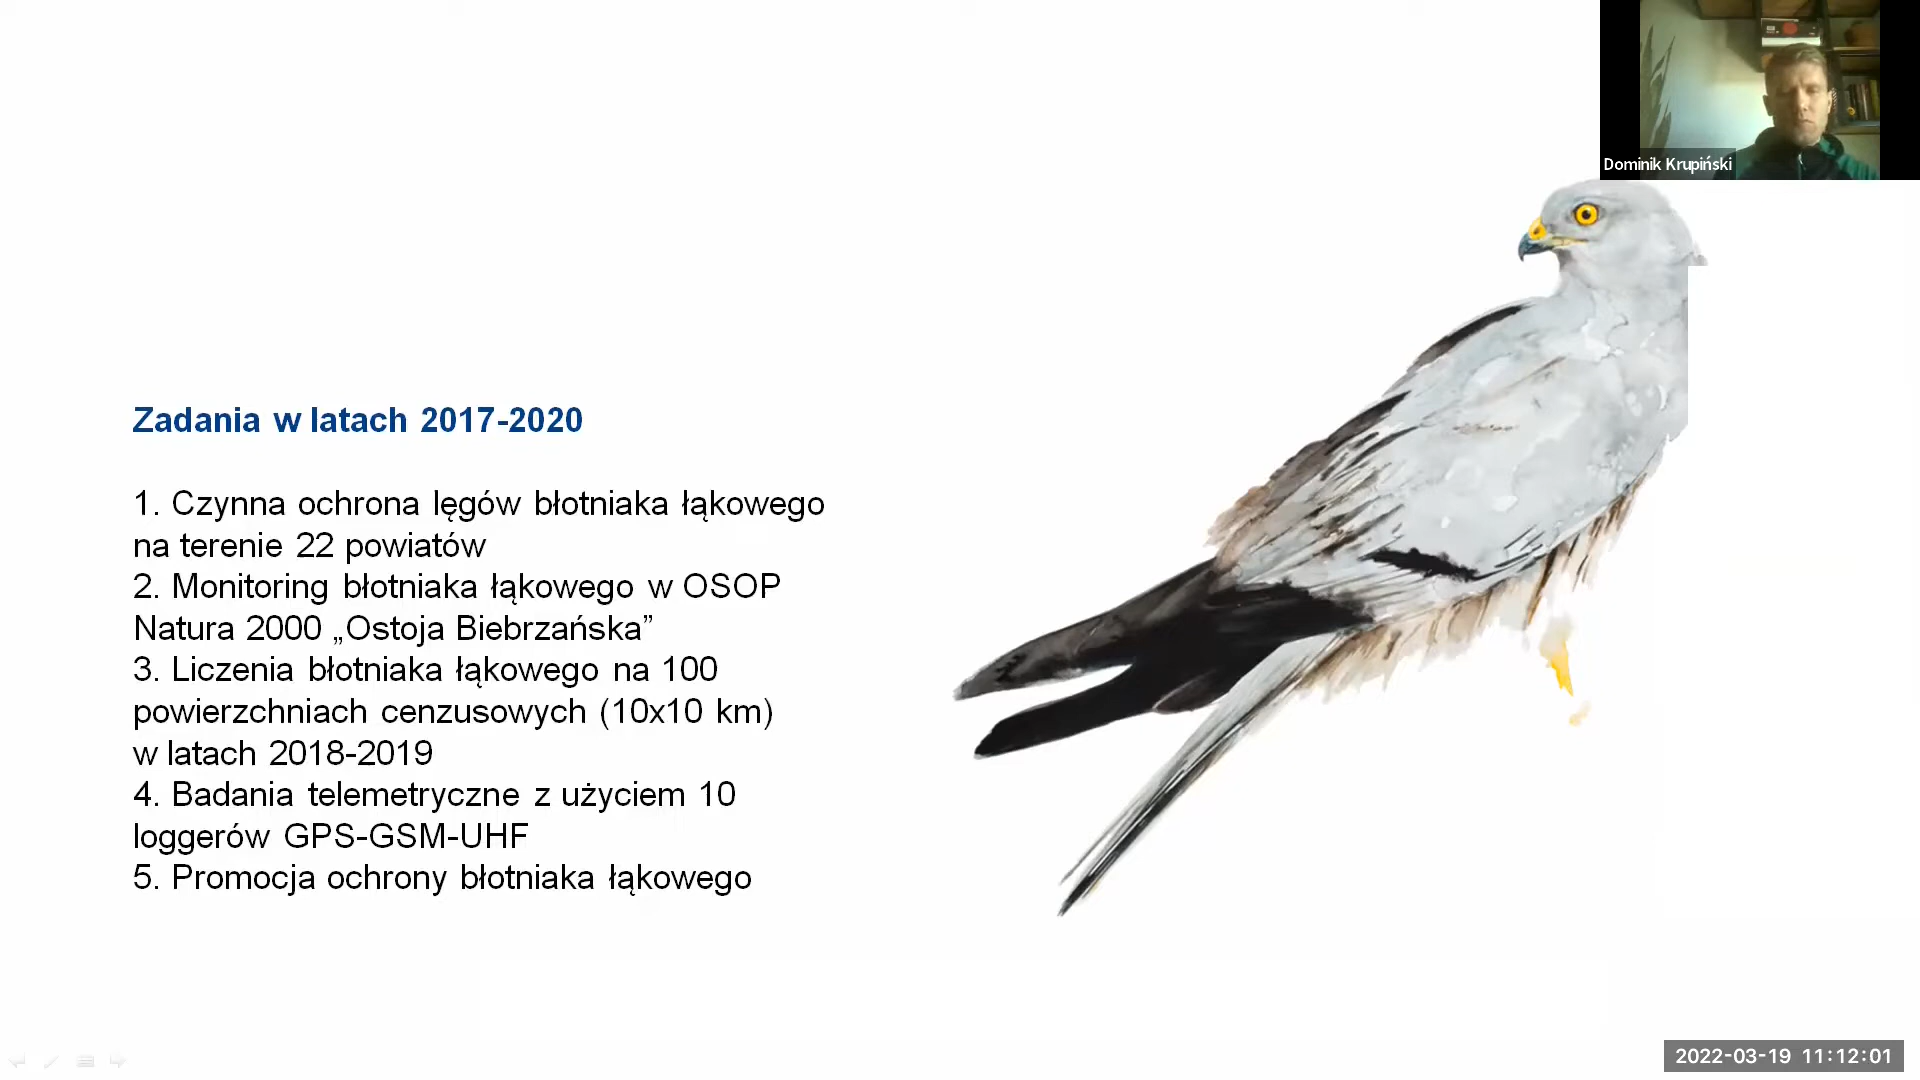 Dominik Krupiński
Zadania w latach 2017-2020
1. Czynna ochrona lęgów błotniaka łąkowego
na terenie 22 powiatów
2. Monitoring błotniaka łąkowego w OSOP
Natura 2000 „Ostoja Biebrzańska”
3. Liczenia błotniaka łąkowego na 100
powierzchniach cenzusowych (10x10 km)
w latach 2018-2019
4. Badania telemetryczne z użyciem 10
loggerów GPS-GSM-UHF
5. Promocja ochrony błotniaka łąkowego
2022-03-19 11:12:01